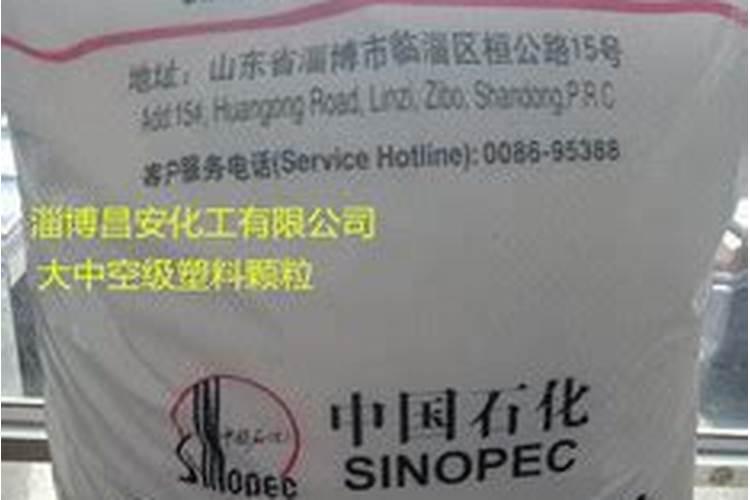 地址：山东省淄博市临淄区桓公路15号
Add:15#, Huangong Road, Linzi, Zibo, Shandong,P.R.C
客户服务电话(Service Hotline): 0086-95388
淄博昌安化工有限公司
大中空级塑料颗粒
中国石化
SINOPEC
SINOPEC